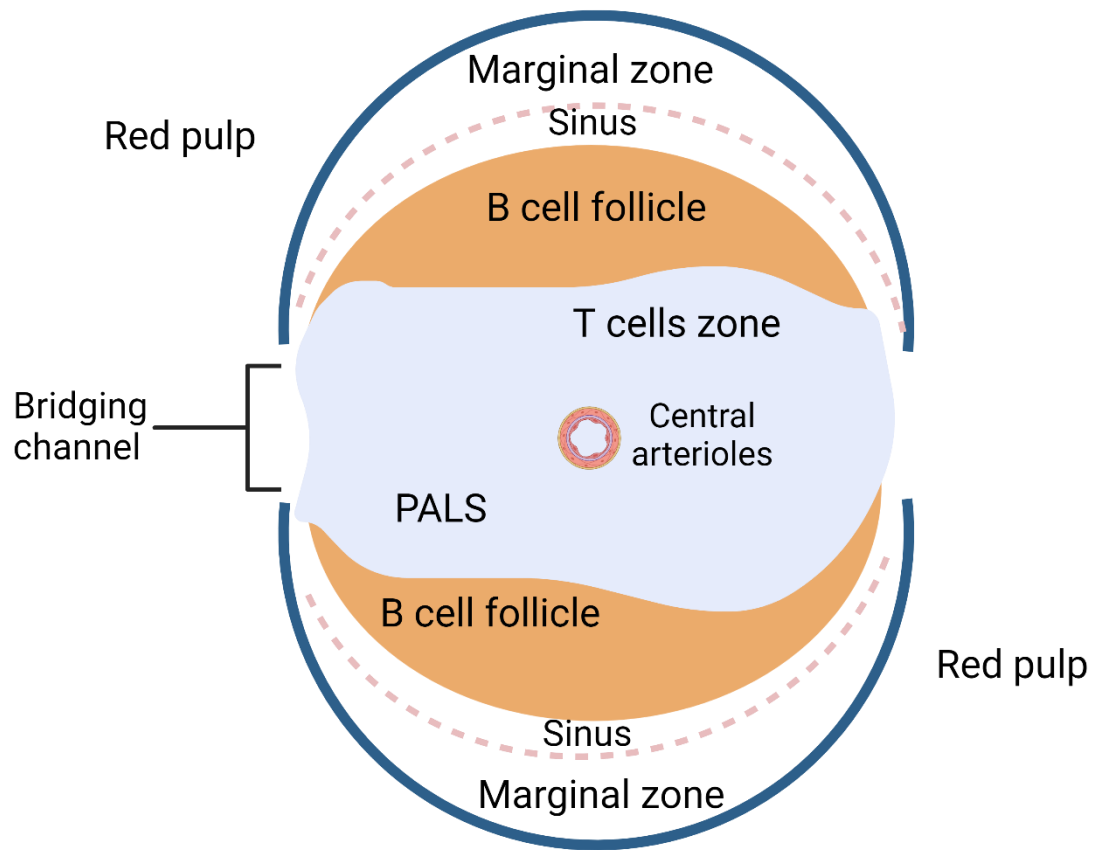 Marginal zone
Sinus
Red pulp
B cell follicle
T cells zone
Bridging
channel
Central
arterioles
PALS
B cell follicle
Red pulp
Sinus
Marginal zone